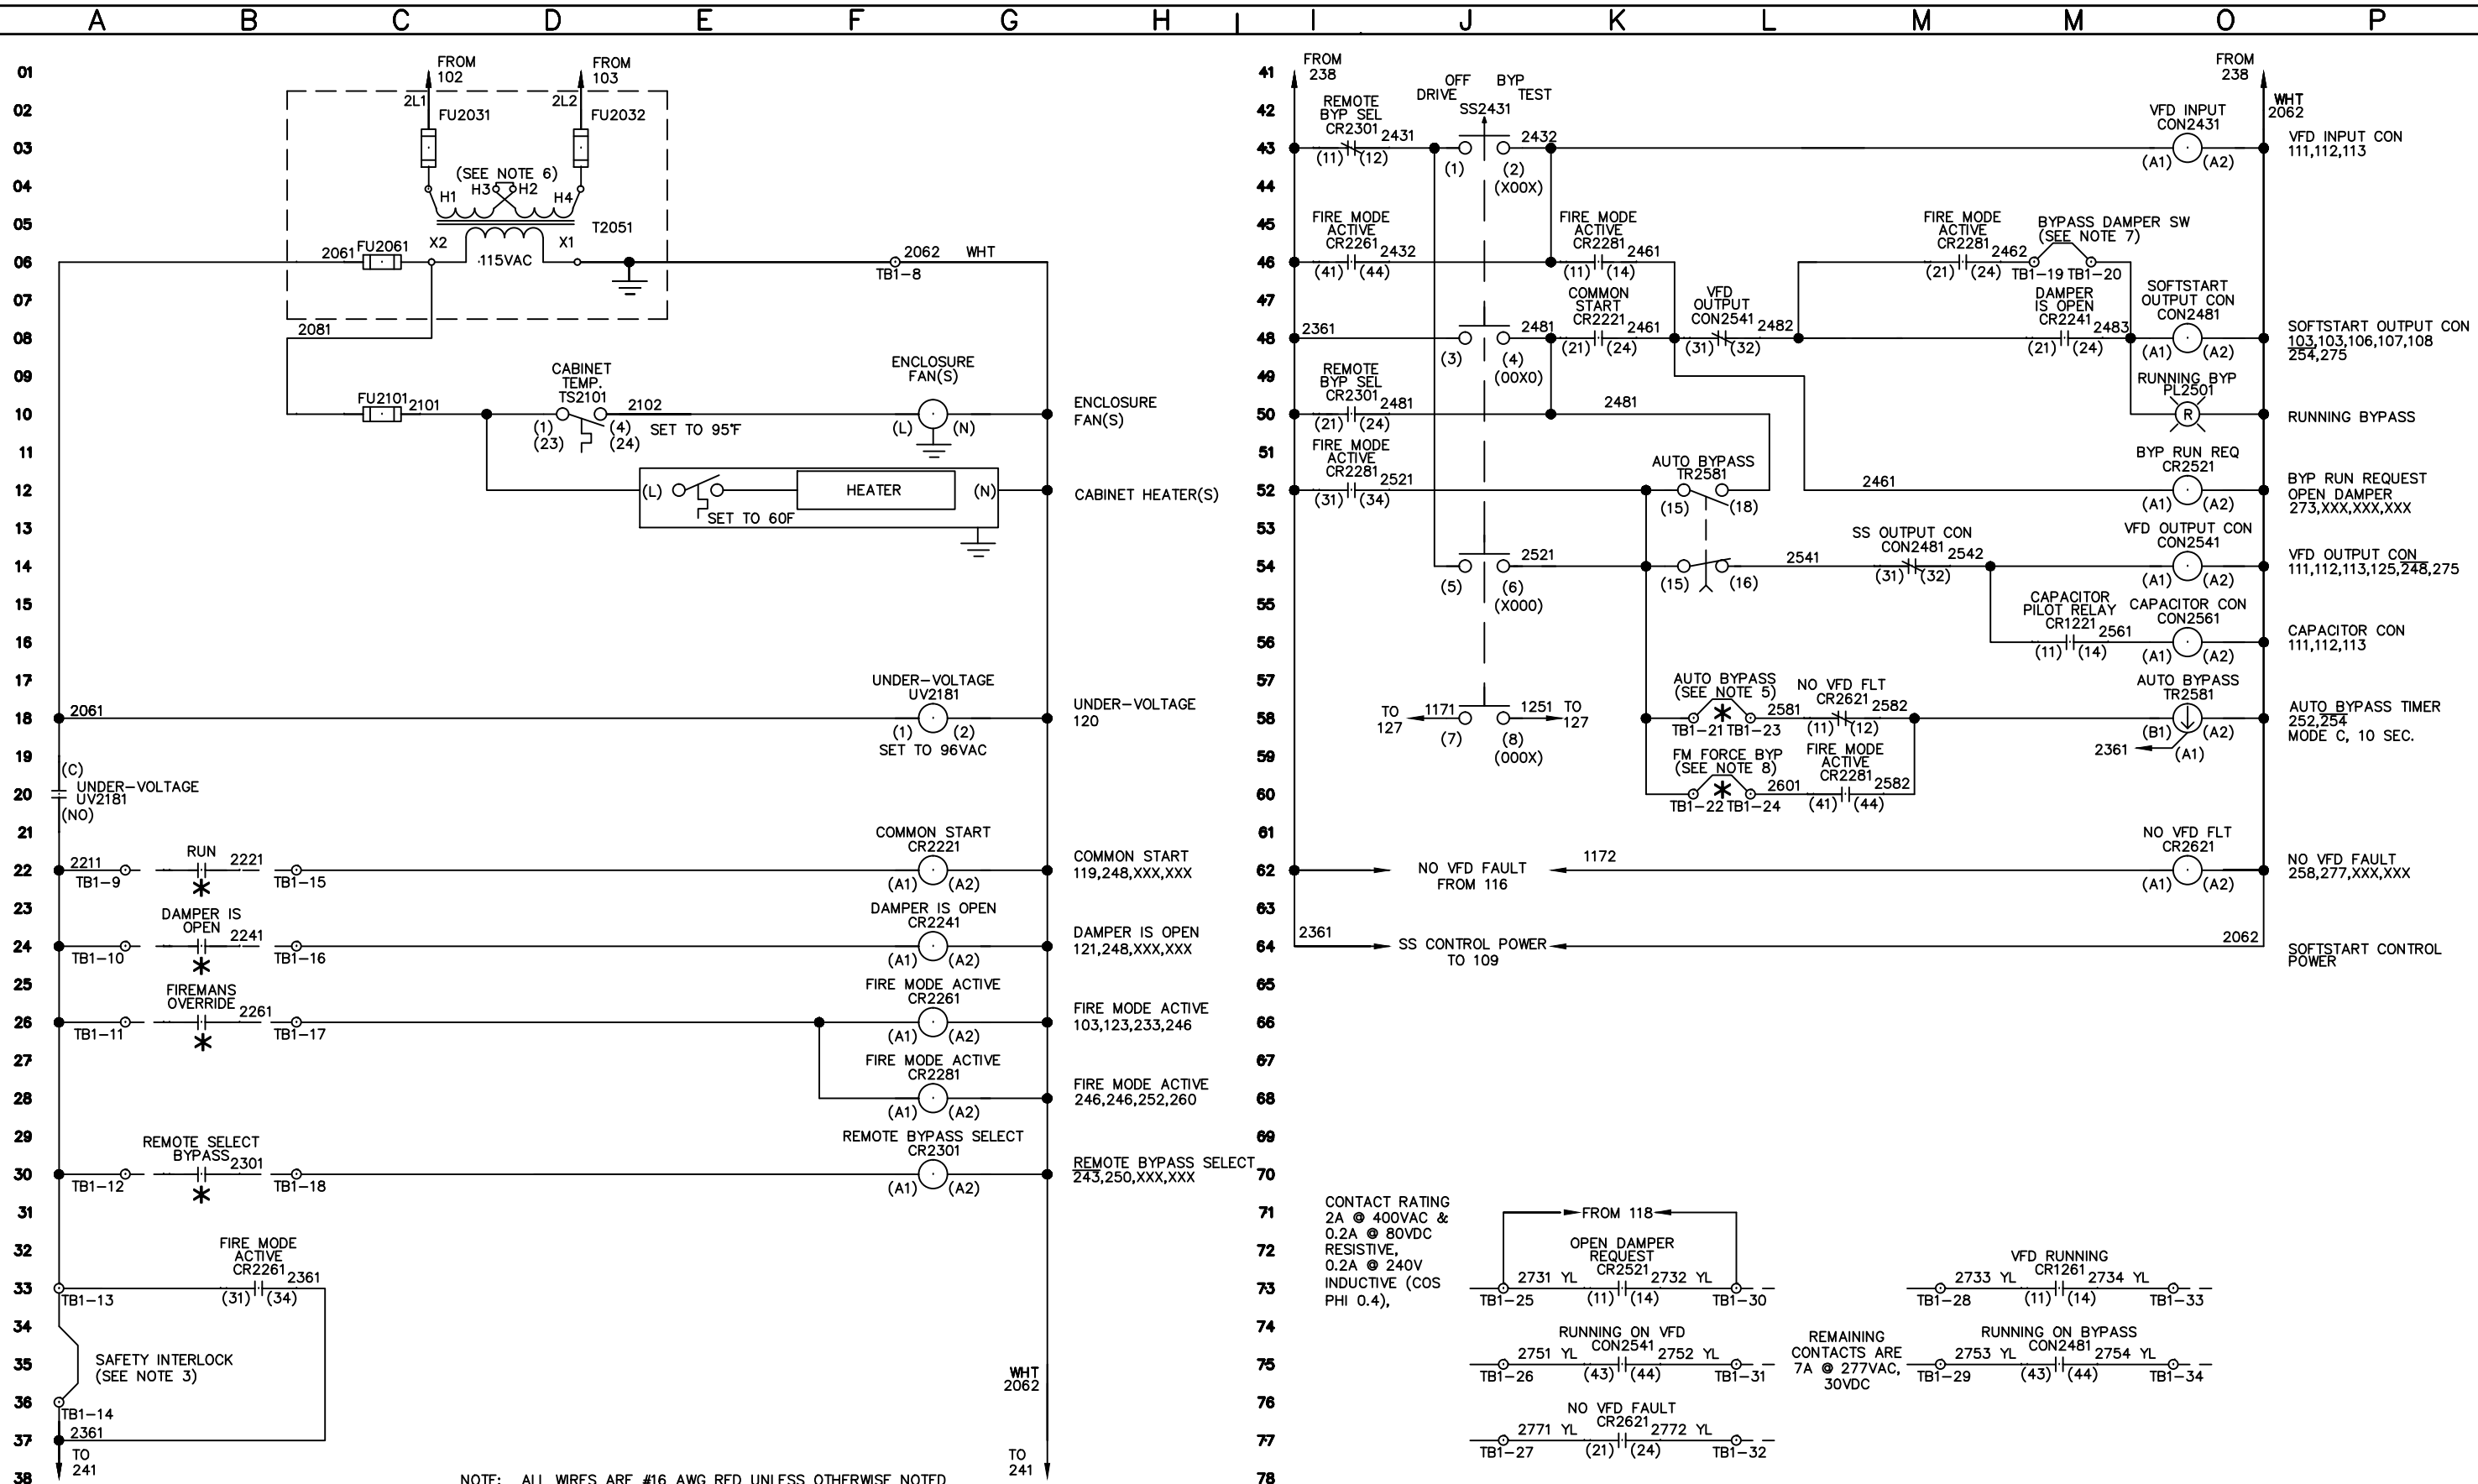 A B C D E F G H I J K L M M O P
01
FROM 102
FROM 103
02
2L1 FU2031
2L2 FU2032
03
04
(SEE NOTE 6)
H1 H3 H2 H4
05
T2051
X2 X1
06
2061 FU2061
115VAC
2062 WHT
TB1-8
07
08
2081
09
CABINET
TEMP.
TS2101
ENCLOSURE
FAN(S)
10
FU2101 2101
2102
(1) (4)
(23) (24)
SET TO 95°F
(L) (N)
ENCLOSURE
FAN(S)
11
12
(L) HEATER (N)
SET TO 60F
CABINET HEATER(S)
13
14
15
16
17
UNDER-VOLTAGE
UV2181
18
2061
(1) (2)
SET TO 96VAC
UNDER-VOLTAGE
120
19
(C)
20
UNDER-VOLTAGE
UV2181
(NO)
21
COMMON START
CR2221
22
2211 RUN 2221
TB1-9 * TB1-15
(A1) (A2)
COMMON START
119,248,XXX,XXX
23
DAMPER IS
OPEN
DAMPER IS OPEN
CR2241
24
2241
TB1-10 * TB1-16
(A1) (A2)
DAMPER IS OPEN
121,248,XXX,XXX
25
FIREMANS
OVERRIDE
FIRE MODE ACTIVE
CR2261
26
2261
TB1-11 * TB1-17
(A1) (A2)
FIRE MODE ACTIVE
103,123,233,246
27
FIRE MODE ACTIVE
CR2281
28
(A1) (A2)
FIRE MODE ACTIVE
246,246,252,260
29
REMOTE SELECT
BYPASS
REMOTE BYPASS SELECT
CR2301
30
2301
TB1-12 * TB1-18
(A1) (A2)
REMOTE BYPASS SELECT
243,250,XXX,XXX
31
32
FIRE MODE
ACTIVE
CR2261
33
2361
TB1-13
(31) (34)
34
35
SAFETY INTERLOCK
(SEE NOTE 3)
WHT
2062
36
TB1-14
37
2361
TO
241
TO
241
38
NOTE: ALL WIRES ARE #16 AWG RED UNLESS OTHERWISE NOTED
41
FROM
238
OFF BYP
DRIVE TEST
SS2431
FROM
238
42
REMOTE
BYP SEL
CR2301
VFD INPUT
CON2431
WHT
2062
43
2431 2432
(11) (12)
(1) (2)
(X00X)
(A1) (A2)
VFD INPUT CON
111,112,113
44
45
FIRE MODE
ACTIVE
CR2261
FIRE MODE
ACTIVE
CR2281
FIRE MODE
ACTIVE
CR2281
BYPASS DAMPER SW
(SEE NOTE 7)
46
2432 2461 2462
(41) (44)
(11) (14)
(21) (24)
TB1-19 TB1-20
47
COMMON
START
CR2221
VFD
OUTPUT
CON2541
DAMPER
IS OPEN
CR2241
SOFTSTART
OUTPUT CON
CON2481
48
2361 2481 2461 2482 2483
(3) (4)
(00X0)
(21) (24)
(31) (32)
(21) (24)
(A1) (A2)
SOFTSTART OUTPUT CON
103,103,106,107,108
254,275
49
REMOTE
BYP SEL
CR2301
RUNNING BYP
PL2501
50
2481 2481
(21) (24)
R
RUNNING BYPASS
51
FIRE MODE
ACTIVE
CR2281
AUTO BYPASS
TR2581
BYP RUN REQ
CR2521
52
2521 2461
(31) (34)
(15) (18)
(A1) (A2)
BYP RUN REQUEST
OPEN DAMPER
273,XXX,XXX,XXX
53
SS OUTPUT CON
CON2481
VFD OUTPUT CON
CON2541
54
2521 2541 2542
(5) (6)
(X000)
(15) (16)
(31) (32)
(A1) (A2)
VFD OUTPUT CON
111,112,113,125,248,275
55
CAPACITOR
PILOT RELAY
CR1221
CAPACITOR CON
CON2561
56
2561
(11) (14)
(A1) (A2)
CAPACITOR CON
111,112,113
57
AUTO BYPASS
(SEE NOTE 5)
NO VFD FLT
CR2621
AUTO BYPASS
TR2581
58
TO
127
1171 1251
TO
127
(7) (8)
(000X)
* 2581 2582
TB1-21 TB1-23
(11) (12)
(B1) (A2)
AUTO BYPASS TIMER
252,254
MODE C, 10 SEC.
59
2361 (A1)
FM FORCE BYP
(SEE NOTE 8)
FIRE MODE
ACTIVE
CR2281
60
* 2601 2582
TB1-22 TB1-24
(41) (44)
61
NO VFD FLT
CR2621
62
NO VFD FAULT
FROM 116
1172
(A1) (A2)
NO VFD FAULT
258,277,XXX,XXX
63
64
2361
SS CONTROL POWER
TO 109
2062
SOFTSTART CONTROL
POWER
65
66
67
68
69
70
71
CONTACT RATING
2A @ 400VAC &
0.2A @ 80VDC
RESISTIVE,
0.2A @ 240V
INDUCTIVE (COS
PHI 0.4),
FROM 118
72
OPEN DAMPER
REQUEST
CR2521
VFD RUNNING
CR1261
73
2731 YL 2732 YL
TB1-25 (11) (14) TB1-30
2733 YL 2734 YL
TB1-28 (11) (14) TB1-33
74
RUNNING ON VFD
CON2541
REMAINING
CONTACTS ARE
7A @ 277VAC,
30VDC
RUNNING ON BYPASS
CON2481
75
2751 YL 2752 YL
TB1-26 (43) (44) TB1-31
2753 YL 2754 YL
TB1-29 (43) (44) TB1-34
76
NO VFD FAULT
CR2621
77
2771 YL 2772 YL
TB1-27 (21) (24) TB1-32
78